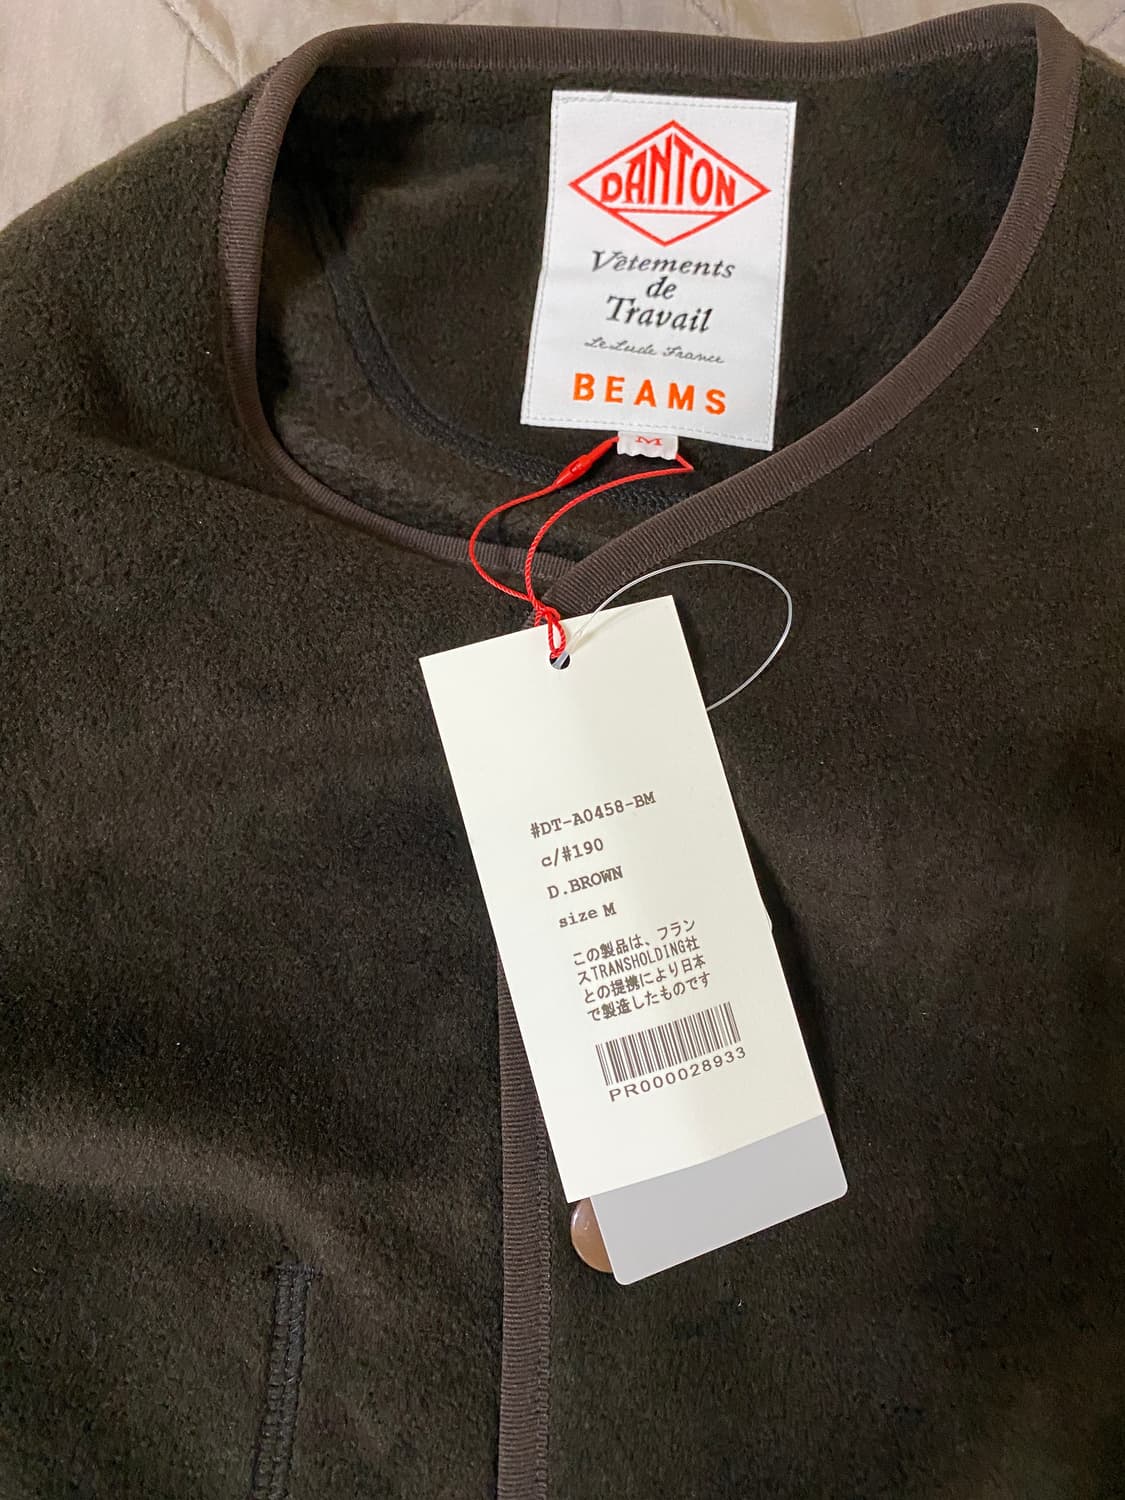 DANTON
Vêtements
de
Travail
Le Lude France
BEAMS
M
#DT-A0458-BM
c/#190
D.BROWN
size M
この製品は、フラン
スTRANSHOLDING社
との提携により日本
で製造したものです
PR000028933